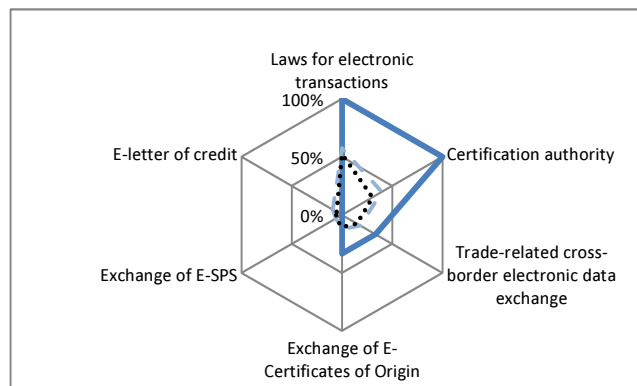 Laws for electronic
transactions
100%
E-letter of credit
50%
Certification authority
0%
Exchange of E-SPS
Trade-related cross-
border electronic data
exchange
Exchange of E-
Certificates of Origin